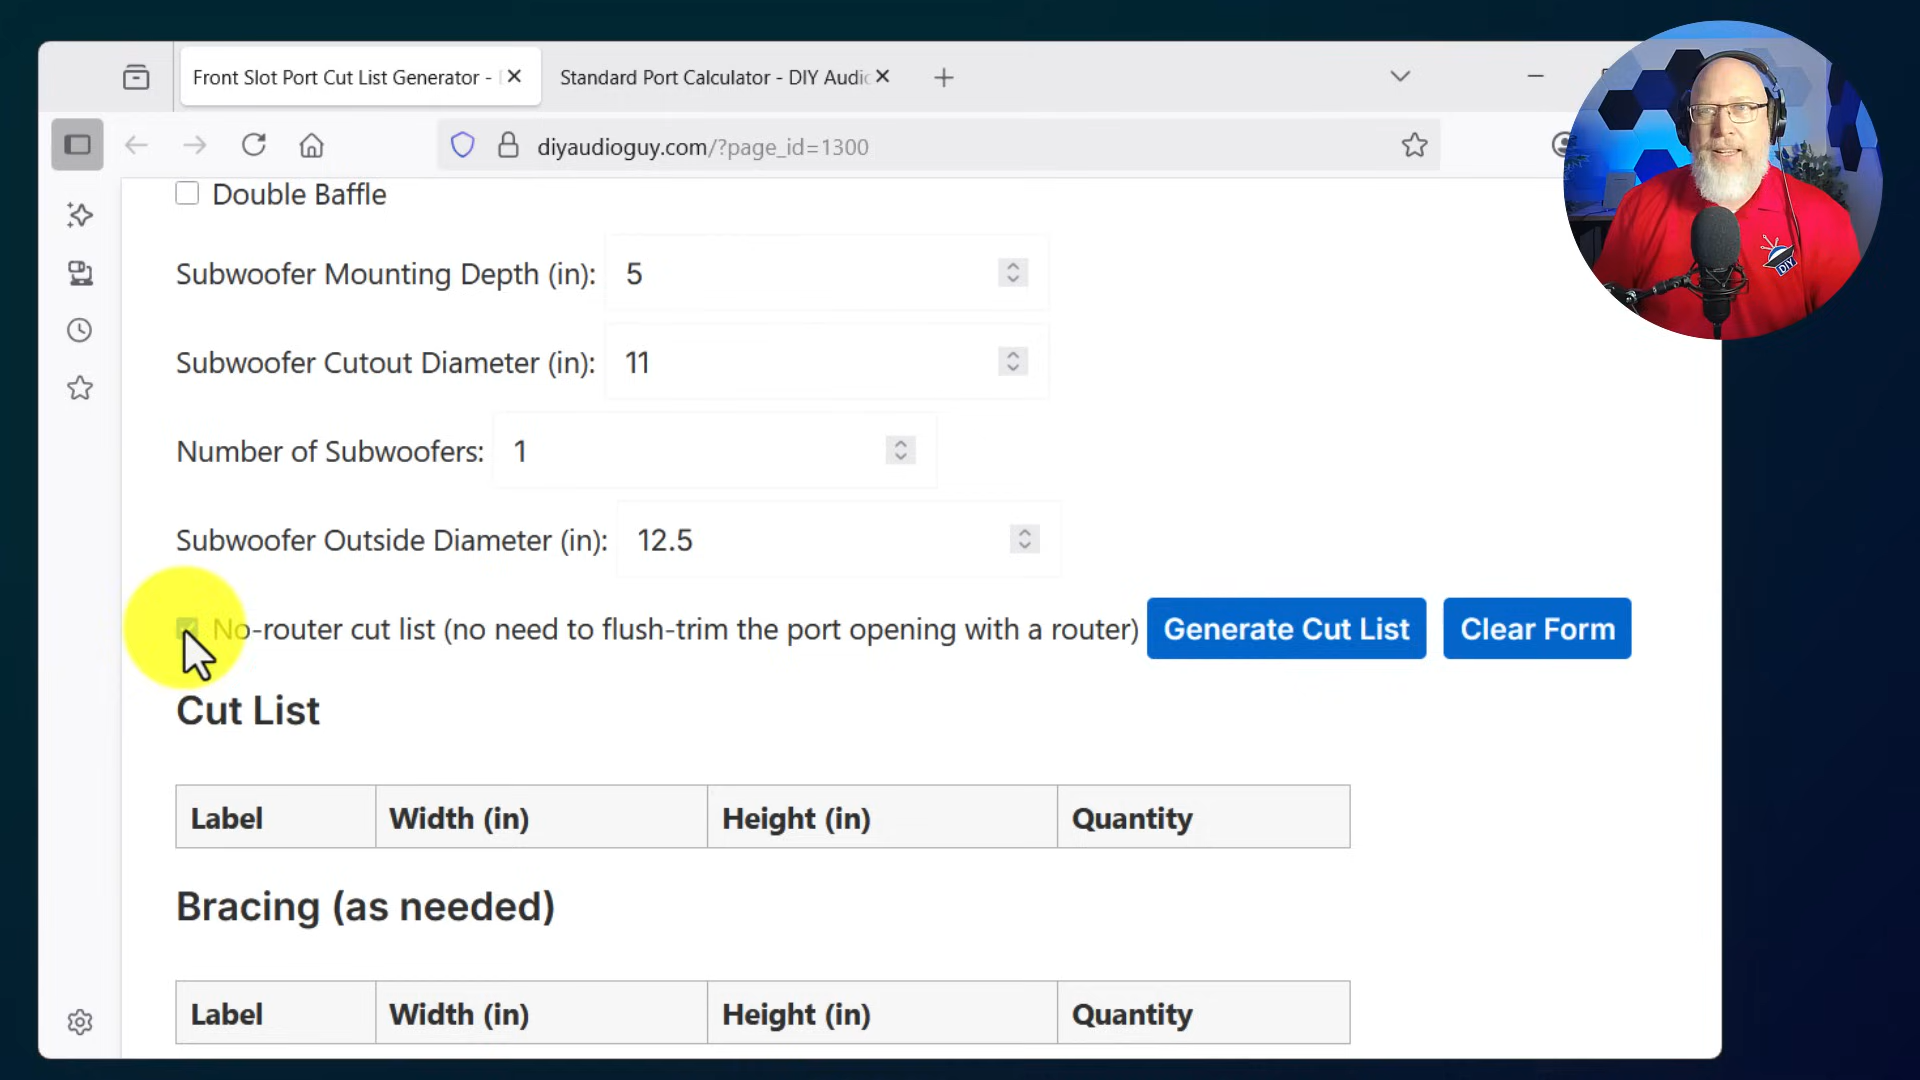 Front Slot Port Cut List Generator -
Standard Port Calculator - DIY Audi
diyaudioguy.com/?page_id=1300
Double Baffle
Subwoofer Mounting Depth (in): 5
Subwoofer Cutout Diameter (in): 11
Number of Subwoofers: 1
Subwoofer Outside Diameter (in): 12.5
No-router cut list (no need to flush-trim the port opening with a router) Generate Cut List Clear Form
Cut List
Label Width (in) Height (in) Quantity
Bracing (as needed)
Label Width (in) Height (in) Quantity
DIY